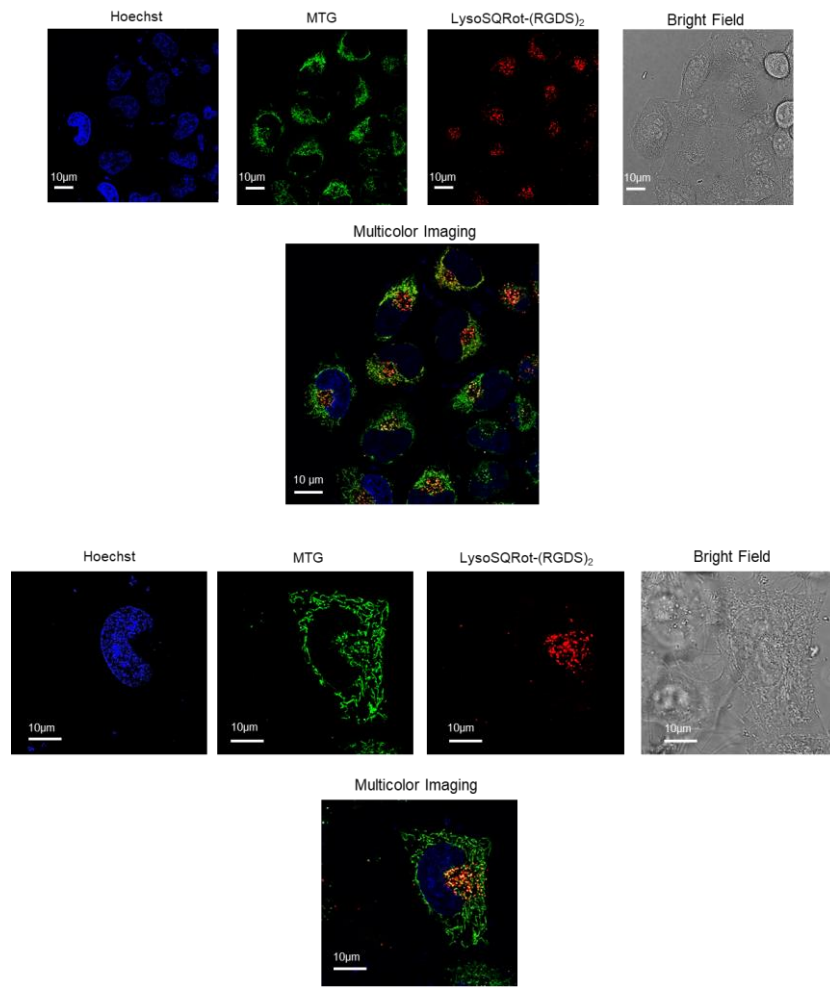 Hoechst
MTG
LysoSQRot-(RGDS)₂
Bright Field
10µm
10µm
10µm
10µm
Multicolor Imaging
10 µm
Hoechst
MTG
LysoSQRot-(RGDS)₂
Bright Field
10µm
10µm
10µm
10µm
Multicolor Imaging
10µm